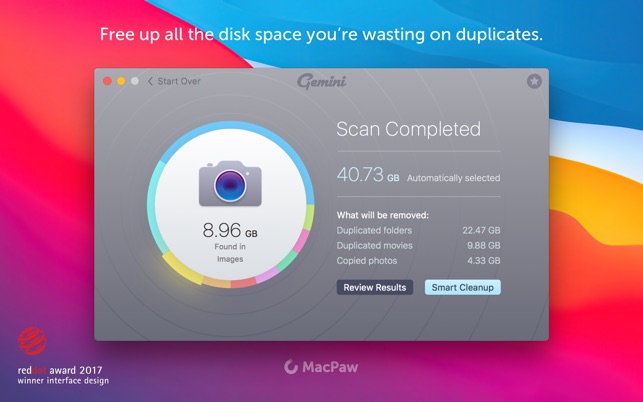 Free up all the disk space you’re wasting on duplicates.
Start Over
Gemini
Scan Completed
40.73 GB Automatically selected
8.96 GB
Found in
Images
What will be removed:
Duplicated folders 22.47 GB
Duplicated movies 9.88 GB
Copied photos 4.33 GB
Review Results Smart Cleanup
reddot award 2017
winner interface design
MacPaw